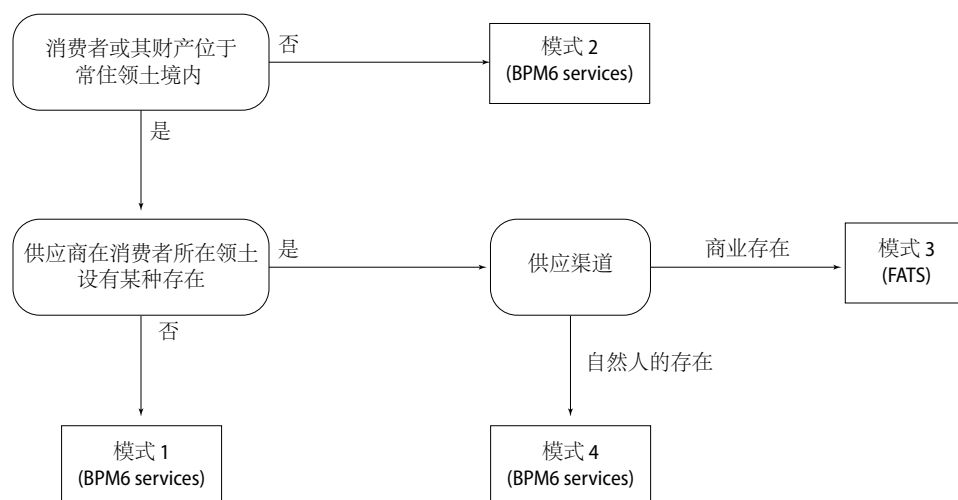 消费者或其财产位于
常住领土境内
否
模式 2
(BPM6 services)
是
供应商在消费者所在领土
设有某种存在
是
供应渠道
商业存在
模式 3
(FATS)
否
自然人的存在
模式 1
(BPM6 services)
模式 4
(BPM6 services)